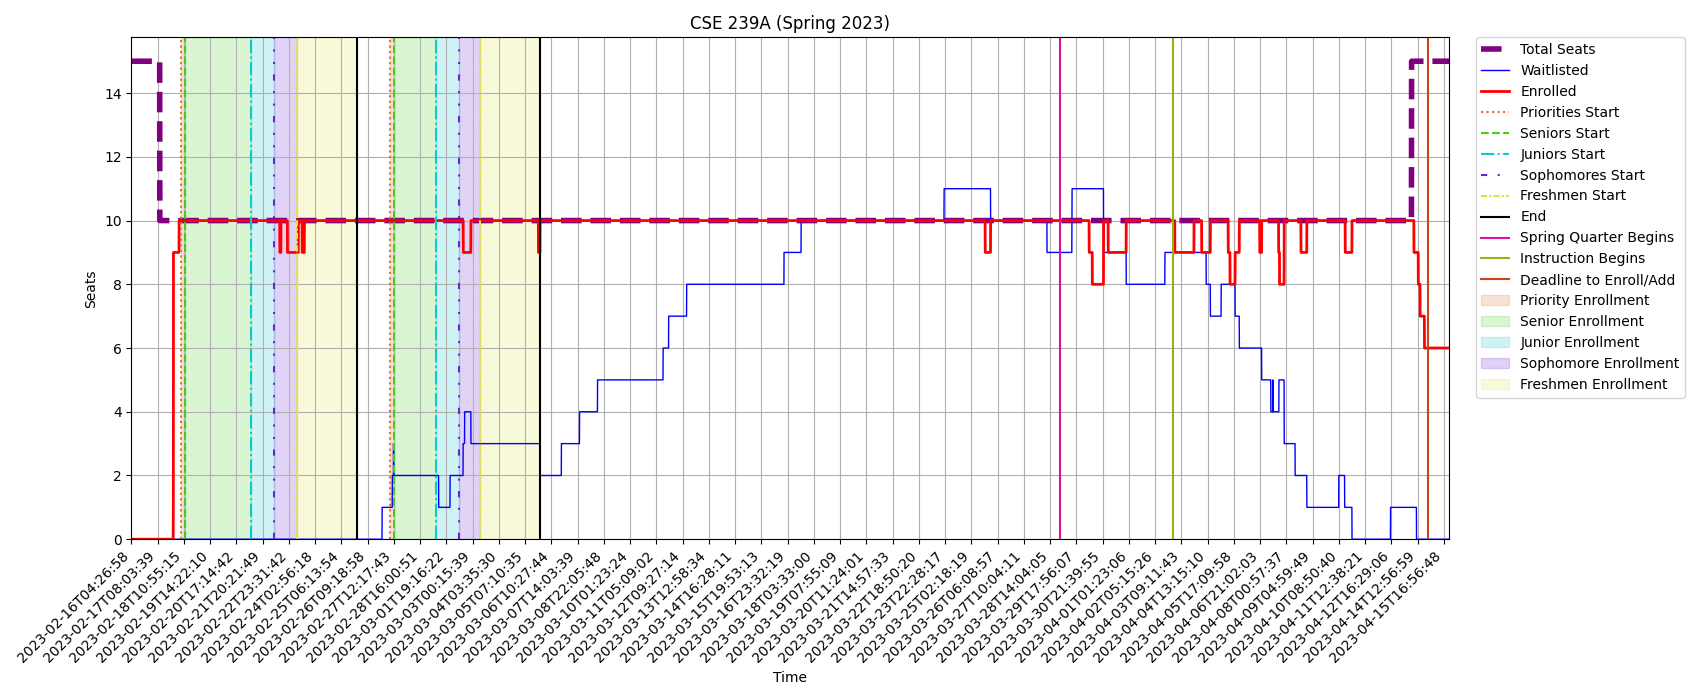 CSE 239A (Spring 2023)
Total Seats
Waitlisted
Enrolled
Priorities Start
Seniors Start
Juniors Start
Sophomores Start
Freshmen Start
End
Spring Quarter Begins
Instruction Begins
Deadline to Enroll/Add
Priority Enrollment
Senior Enrollment
Junior Enrollment
Sophomore Enrollment
Freshmen Enrollment
Seats
14
12
10
8
6
4
2
0
2023-02-16T04:26:58
2023-02-17T08:03:39
2023-02-18T10:55:15
2023-02-19T14:22:10
2023-02-20T17:14:42
2023-02-21T20:21:49
2023-02-22T23:31:42
2023-02-24T02:56:18
2023-02-25T06:13:54
2023-02-26T09:18:58
2023-02-27T12:17:43
2023-02-28T16:00:51
2023-03-01T19:16:22
2023-03-03T00:15:39
2023-03-04T03:35:30
2023-03-05T07:10:35
2023-03-06T10:27:44
2023-03-07T14:03:39
2023-03-08T22:05:48
2023-03-10T01:23:24
2023-03-11T05:09:02
2023-03-12T09:27:14
2023-03-13T12:58:34
2023-03-14T16:28:11
2023-03-15T19:53:13
2023-03-16T23:32:19
2023-03-18T03:33:00
2023-03-19T07:55:09
2023-03-20T11:24:01
2023-03-21T14:57:33
2023-03-22T18:50:20
2023-03-23T22:28:17
2023-03-25T02:18:19
2023-03-26T06:08:57
2023-03-27T10:04:11
2023-03-28T14:04:05
2023-03-29T17:56:07
2023-03-30T21:39:55
2023-04-01T01:23:06
2023-04-02T05:15:26
2023-04-03T09:11:43
2023-04-04T13:15:10
2023-04-05T17:09:58
2023-04-06T21:02:03
2023-04-08T00:57:37
2023-04-09T04:59:49
2023-04-10T08:50:40
2023-04-11T12:38:21
2023-04-12T16:29:06
2023-04-14T12:56:59
2023-04-15T16:56:48
Time